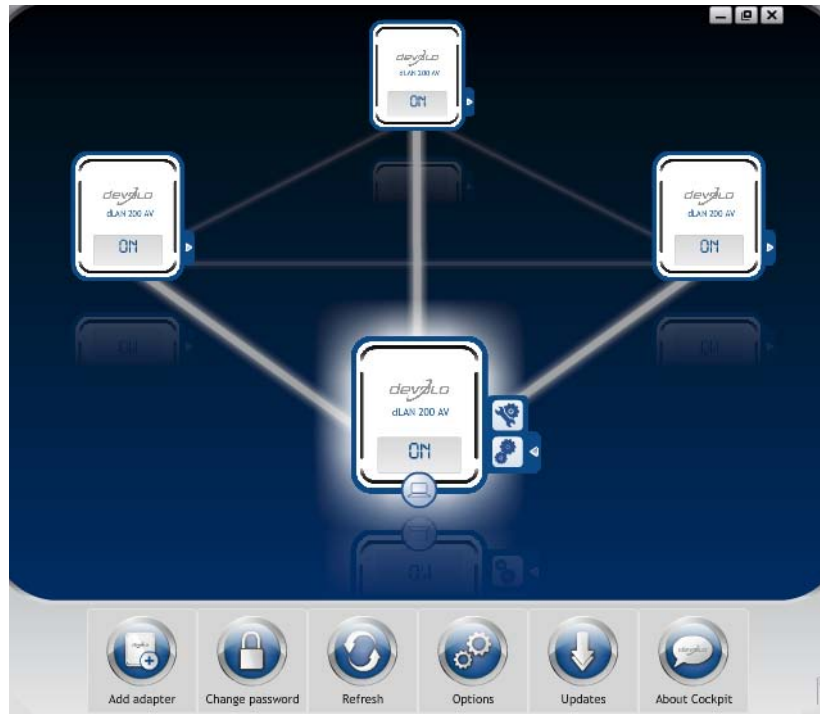 devolo
dLAN 200 AV
ON
devolo
dLAN 200 AV
ON
devolo
dLAN 200 AV
ON
devolo
dLAN 200 AV
ON
Add adapter
Change password
Refresh
Options
Updates
About Cockpit